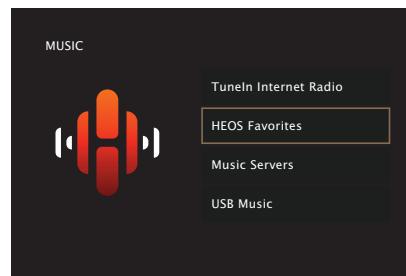 MUSIC
TuneIn Internet Radio
HEOS Favorites
Music Servers
USB Music